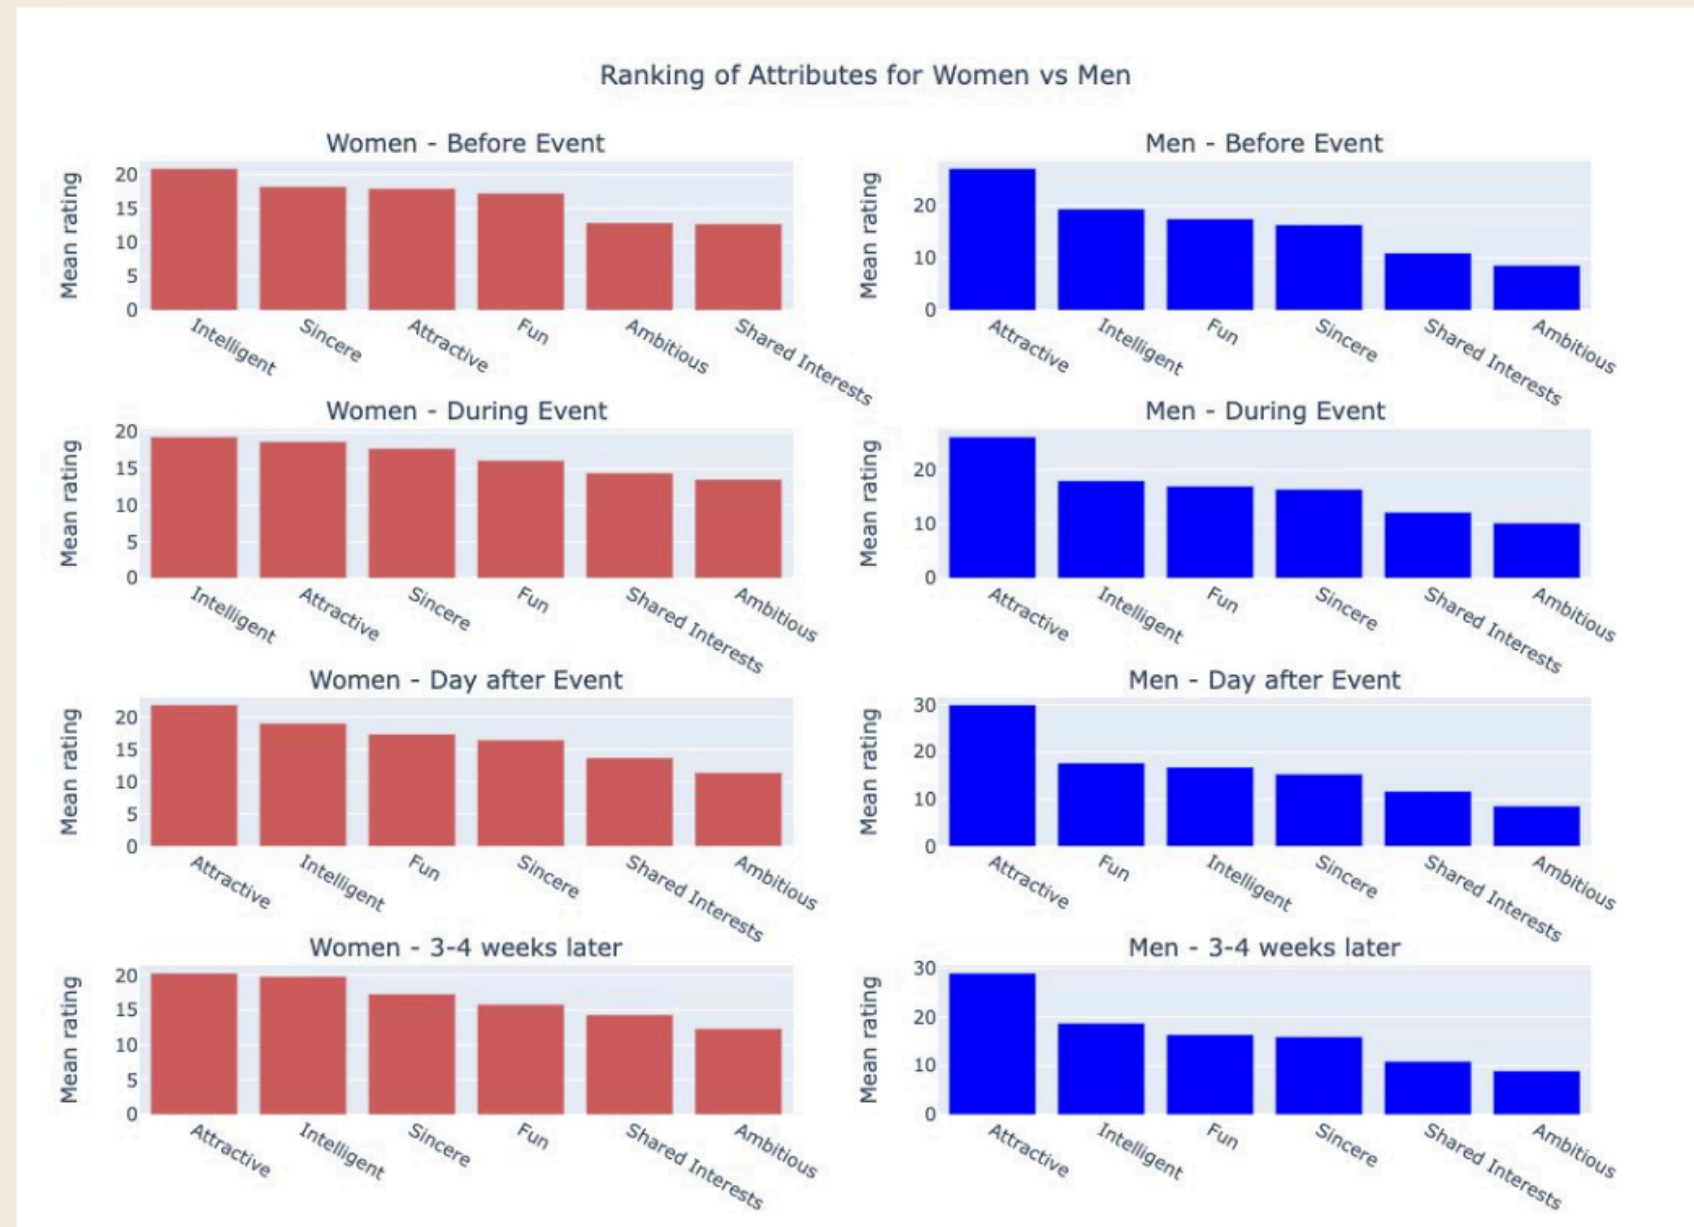 Ranking of Attributes for Women vs Men
Women - Before Event
Mean rating
20
15
10
5
0
Intelligent
Sincere
Attractive
Fun
Ambitious
Shared Interests
Men - Before Event
Mean rating
20
10
0
Attractive
Intelligent
Fun
Sincere
Shared Interests
Ambitious
Women - During Event
Mean rating
20
15
10
5
0
Intelligent
Attractive
Sincere
Fun
Shared Interests
Ambitious
Men - During Event
Mean rating
20
10
0
Attractive
Intelligent
Fun
Sincere
Shared Interests
Ambitious
Women - Day after Event
Mean rating
20
15
10
5
0
Attractive
Intelligent
Fun
Sincere
Shared Interests
Ambitious
Men - Day after Event
Mean rating
30
20
10
0
Attractive
Fun
Intelligent
Sincere
Shared Interests
Ambitious
Women - 3-4 weeks later
Mean rating
20
15
10
5
0
Attractive
Intelligent
Sincere
Fun
Shared Interests
Ambitious
Men - 3-4 weeks later
Mean rating
30
20
10
0
Attractive
Intelligent
Fun
Sincere
Shared Interests
Ambitious